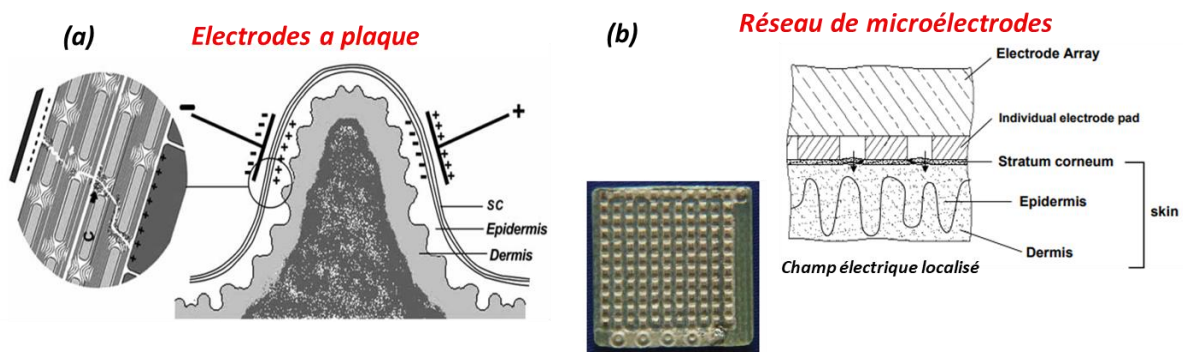 (a)
Electrodes a plaque
-
+
C
SC
Epidermis
Dermis
(b)
Réseau de microélectrodes
Electrode Array
Individual electrode pad
Stratum corneum
Epidermis
skin
Dermis
Champ électrique localisé